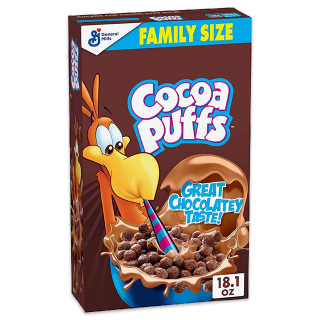 General
Mills
FAMILY SIZE
Cocoa
Puffs
GREAT
CHOCOLATEY
TASTE!
18.1
OZ